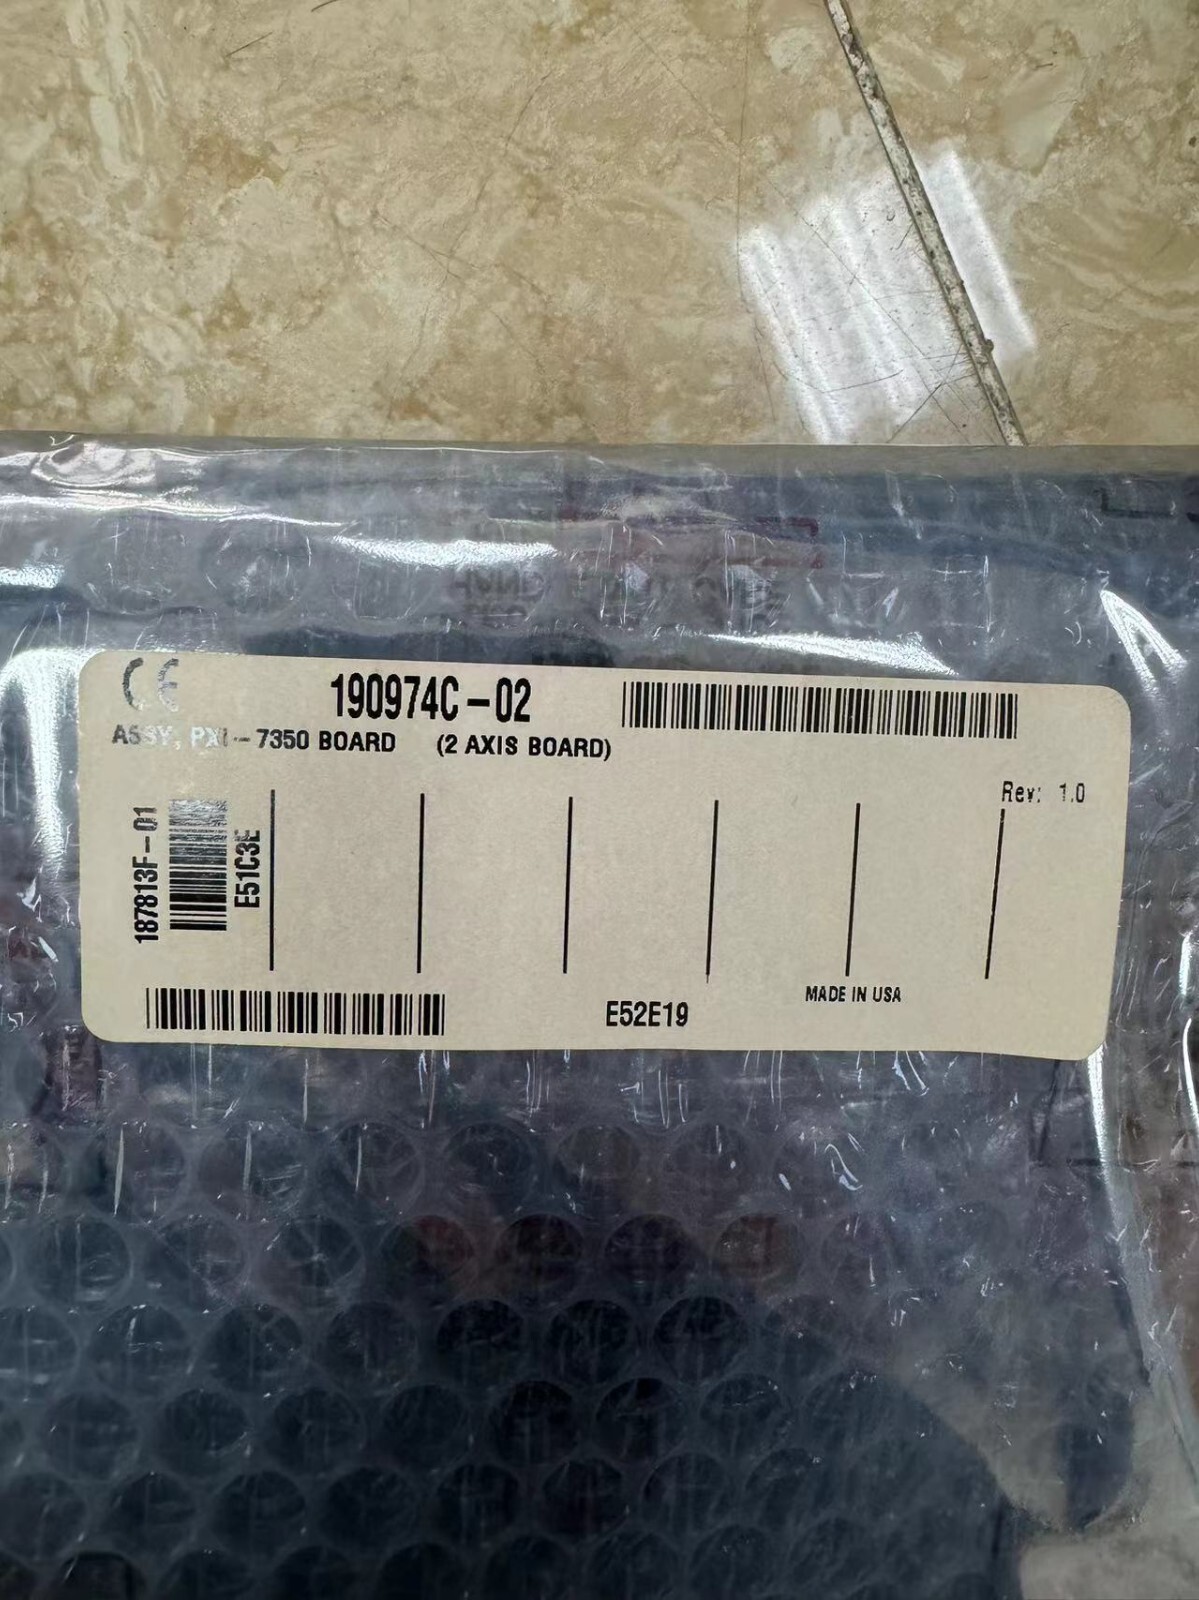 CE
190974C-02
ASSY, PXI-7350 BOARD (2 AXIS BOARD)
Rev: 1.0
187813F-01
E51C3E
MADE IN USA
E52E19